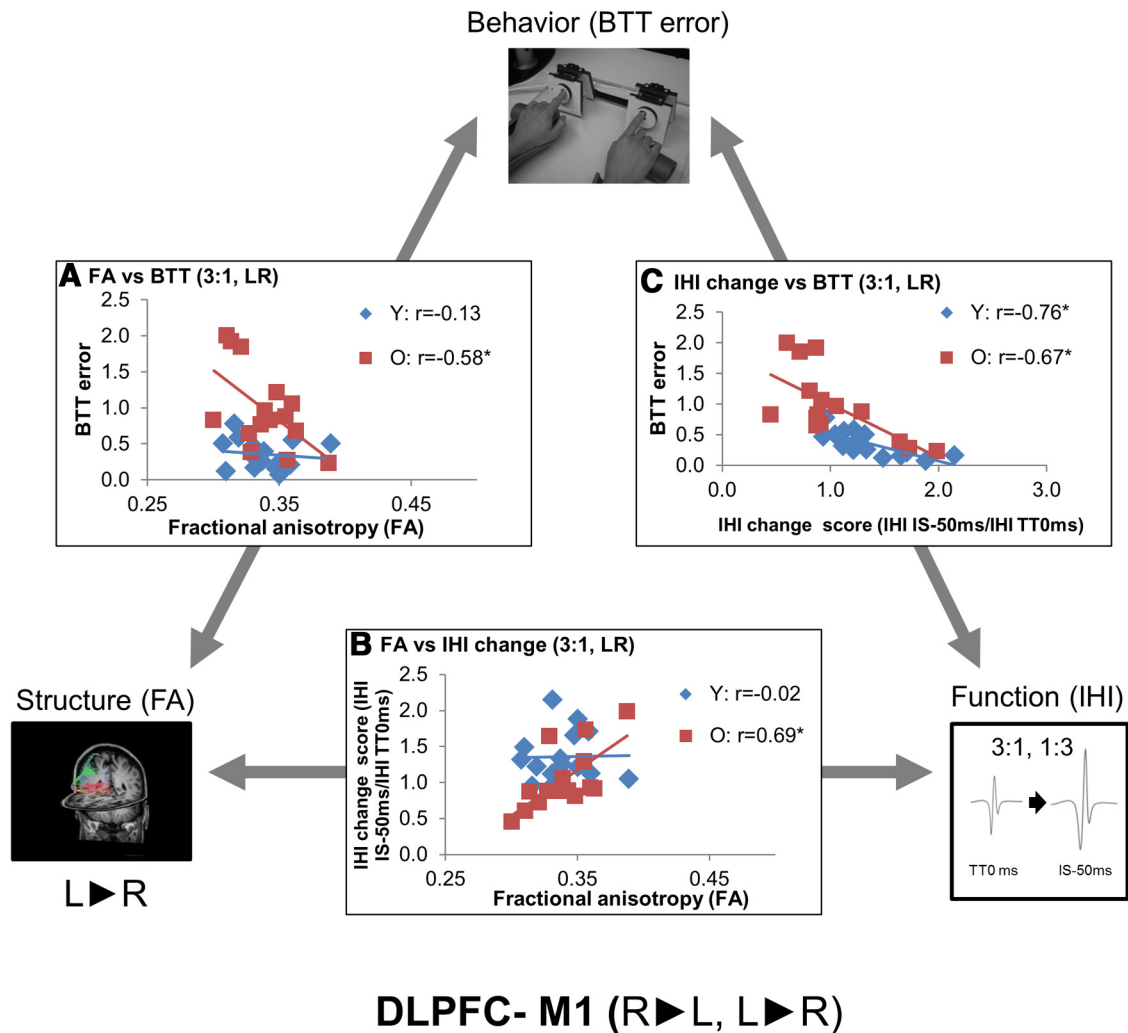 Behavior (BTT error)
A FA vs BTT (3:1, LR)
2.5
2.0
1.5
1.0
0.5
0.0
BTT error
Y: r=-0.13
O: r=-0.58*
0.25
0.35
0.45
Fractional anisotropy (FA)
C IHI change vs BTT (3:1, LR)
2.5
2.0
1.5
1.0
0.5
0.0
BTT error
Y: r=-0.76*
O: r=-0.67*
0.0
1.0
2.0
3.0
IHI change score (IHI IS-50ms/IHI TT0ms)
B FA vs IHI change (3:1, LR)
IHI change score (IHI
IS-50ms/IHI TT0ms)
2.5
2.0
1.5
1.0
0.5
0.0
Y: r=-0.02
O: r=0.69*
0.25
0.35
0.45
Fractional anisotropy (FA)
Structure (FA)
L►R
Function (IHI)
3:1, 1:3
TT0 ms
IS-50ms
DLPFC- M1 (R►L, L►R)